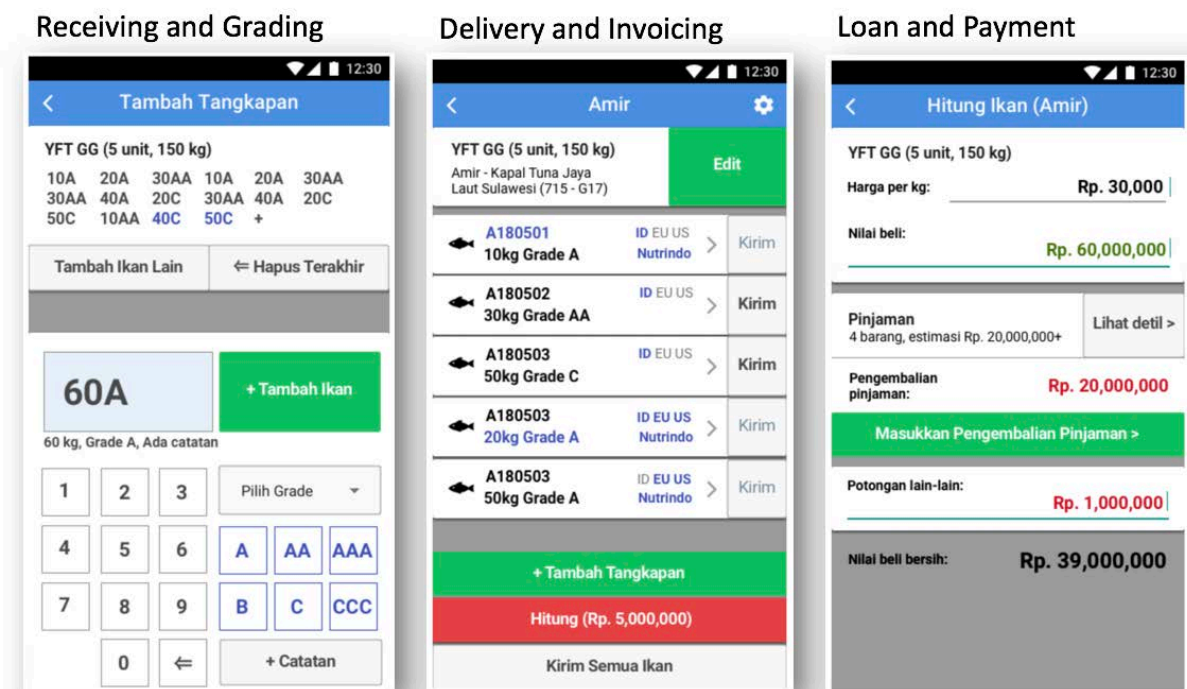 Receiving and Grading
12:30
Tambah Tangkapan
YFT GG (5 unit, 150 kg)
10A 20A 30AA 10A 20A 30AA
30AA 40A 20C 30AA 40A 20C
50C 10AA 40C 50C +
Tambah Ikan Lain ⇐ Hapus Terakhir
60A + Tambah Ikan
60 kg, Grade A, Ada catatan
1 2 3 Pilih Grade
4 5 6 A AA AAA
7 8 9 B C CCC
0 ⇐ + Catatan
Delivery and Invoicing
12:30
Amir
YFT GG (5 unit, 150 kg)
Amir - Kapal Tuna Jaya
Laut Sulawesi (715 - G17)
Edit
A180501 ID EU US
10kg Grade A Nutrindo > Kirim
A180502 ID EU US
30kg Grade AA > Kirim
A180503 ID EU US
50kg Grade C > Kirim
A180503 ID EU US
20kg Grade A Nutrindo > Kirim
A180503 ID EU US
50kg Grade A Nutrindo > Kirim
+ Tambah Tangkapan
Hitung (Rp. 5,000,000)
Kirim Semua Ikan
Loan and Payment
12:30
Hitung Ikan (Amir)
YFT GG (5 unit, 150 kg)
Harga per kg: Rp. 30,000
Nilai beli:
Rp. 60,000,000
Pinjaman
4 barang, estimasi Rp. 20,000,000+
Lihat detil >
Pengembalian
pinjaman:
Rp. 20,000,000
Masukkan Pengembalian Pinjaman >
Potongan lain-lain:
Rp. 1,000,000
Nilai beli bersih: Rp. 39,000,000